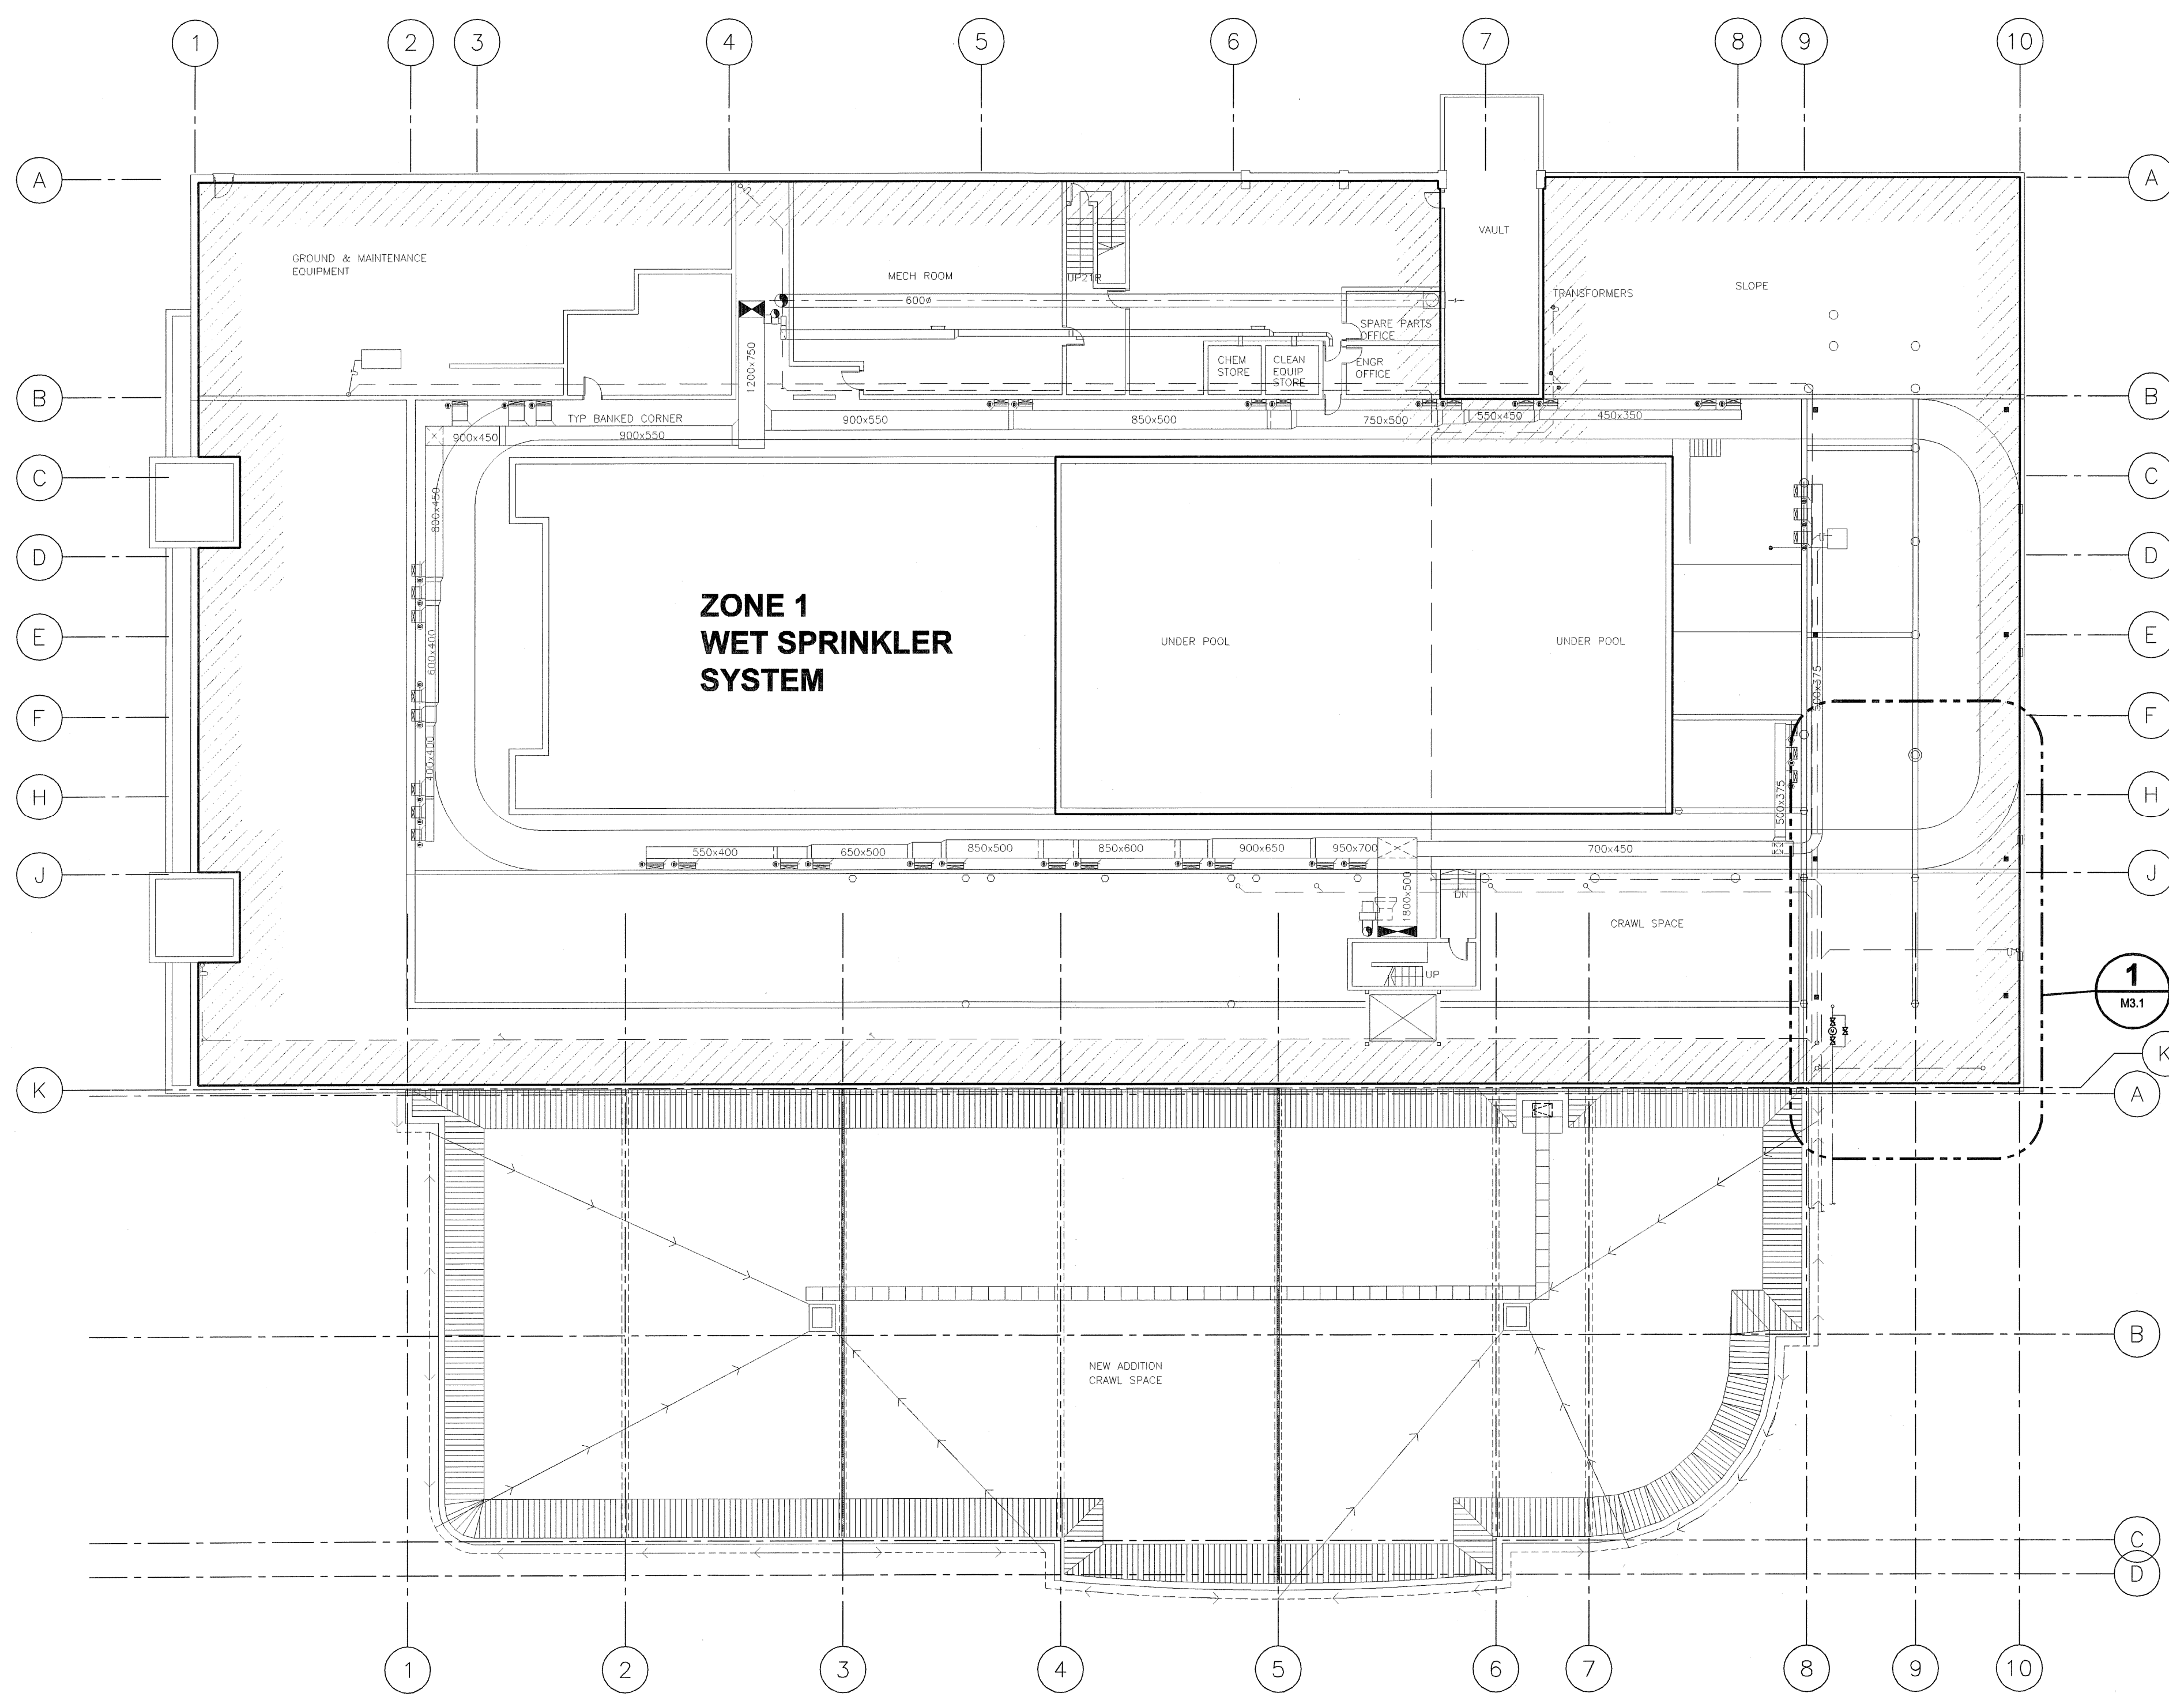 1 2 3 4 5 6 7 8 9 10
A A
VAULT
GROUND & MAINTENANCE
EQUIPMENT
MECH ROOM
UP21R
SLOPE
TRANSFORMERS
600ø
SPARE PARTS
OFFICE
1200x750
CHEM
STORE
CLEAN
EQUIP
STORE
ENGR
OFFICE
B B
TYP BANKED CORNER
900x450
900x550
900x550
850x500
750x500
550x450
450x350
C C
800x450
D D
ZONE 1
WET SPRINKLER
SYSTEM
E E
600x400
UNDER POOL
UNDER POOL
500x375
F F
400x400
H H
500x375
550x400
650x500
850x500
850x600
900x650
950x700
700x450
J J
1800x500
DN
CRAWL SPACE
UP
1
M3.1
K K
A
B
NEW ADDITION
CRAWL SPACE
C
D
1 2 3 4 5 6 7 8 9 10